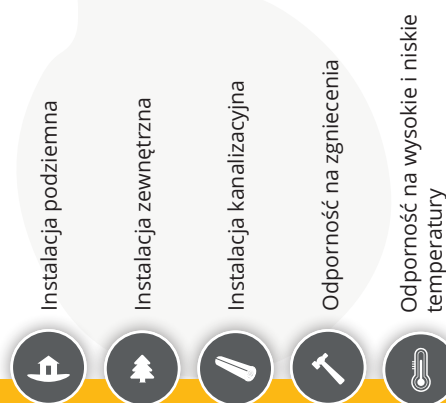 Instalacja podziemna
Instalacja zewnętrzna
Instalacja kanalizacyjna
Odporność na zgniecenia
Odporność na wysokie i niskie
temperatury